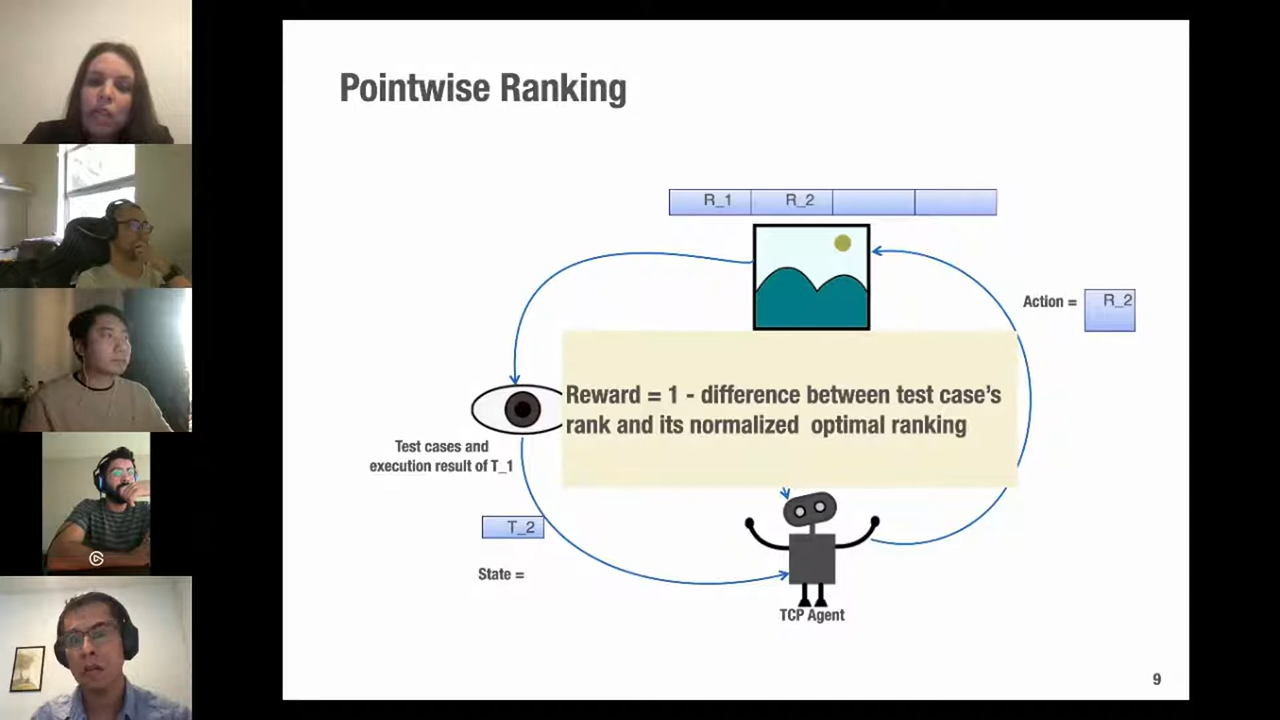 Pointwise Ranking
R_1 R_2
Action = R_2
Reward = 1 - difference between test case's
rank and its normalized optimal ranking
Test cases and
execution result of T_1
T_2
State =
TCP Agent
9